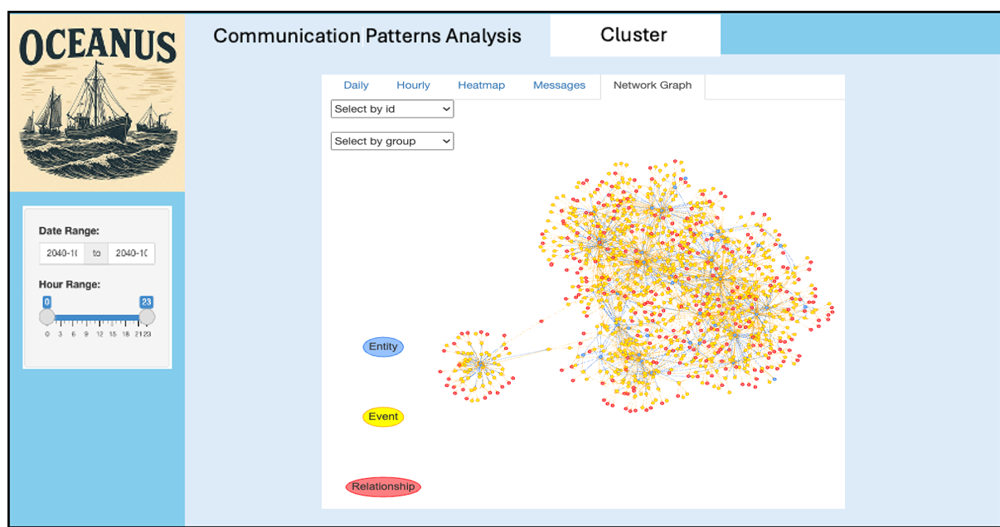 OCEANUS
Communication Patterns Analysis
Cluster
Daily
Hourly
Heatmap
Messages
Network Graph
Select by id
Select by group
Date Range:
2040-10 to 2040-10
Hour Range:
0 23
0 3 6 9 12 15 18 21 23
Entity
Event
Relationship